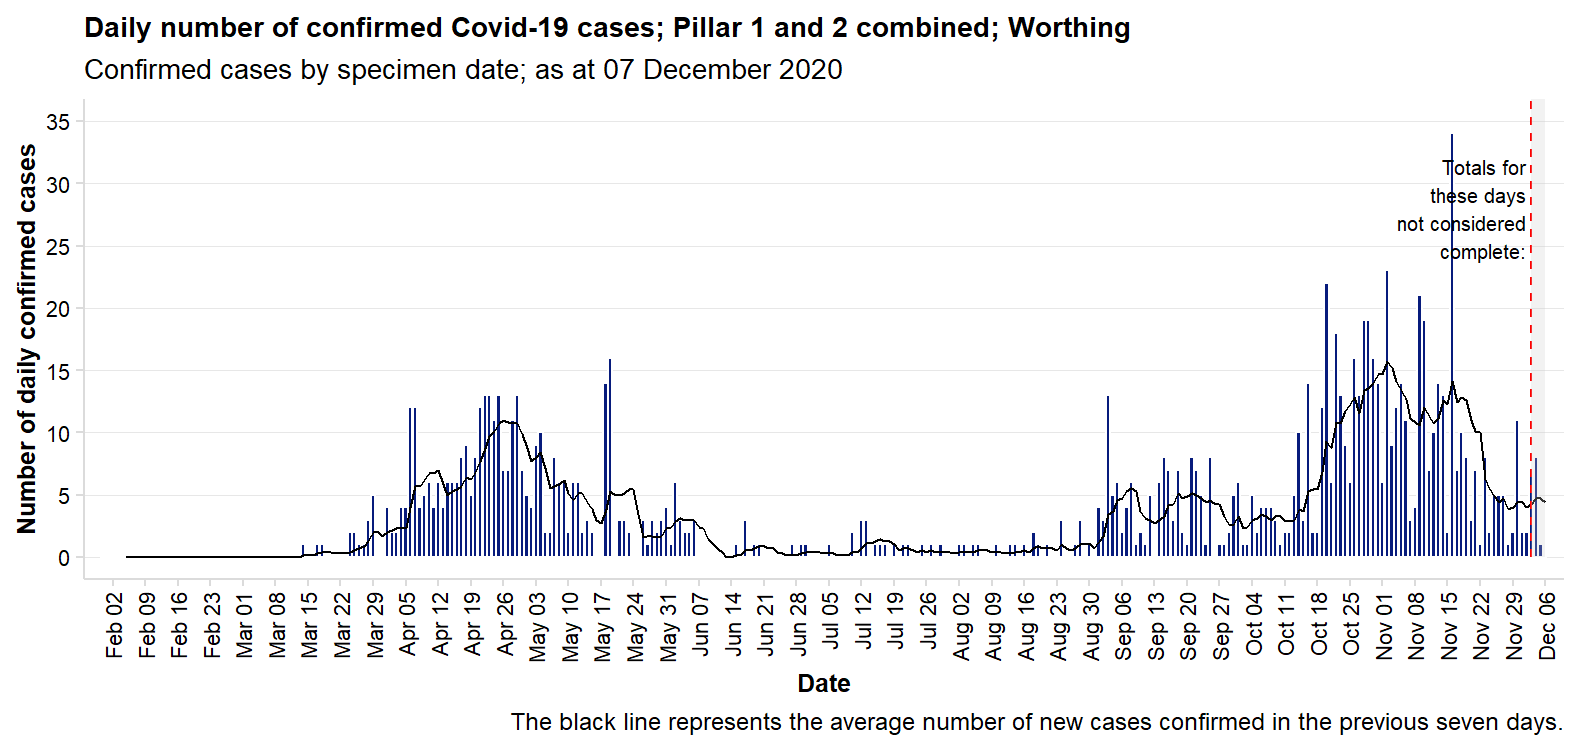 Daily number of confirmed Covid-19 cases; Pillar 1 and 2 combined; Worthing
Confirmed cases by specimen date; as at 07 December 2020
Number of daily confirmed cases
35
30
25
20
15
10
5
0
Totals for
these days
not considered
complete:
Feb 02
Feb 09
Feb 16
Feb 23
Mar 01
Mar 08
Mar 15
Mar 22
Mar 29
Apr 05
Apr 12
Apr 19
Apr 26
May 03
May 10
May 17
May 24
May 31
Jun 07
Jun 14
Jun 21
Jun 28
Jul 05
Jul 12
Jul 19
Jul 26
Aug 02
Aug 09
Aug 16
Aug 23
Aug 30
Sep 06
Sep 13
Sep 20
Sep 27
Oct 04
Oct 11
Oct 18
Oct 25
Nov 01
Nov 08
Nov 15
Nov 22
Nov 29
Dec 06
Date
The black line represents the average number of new cases confirmed in the previous seven days.